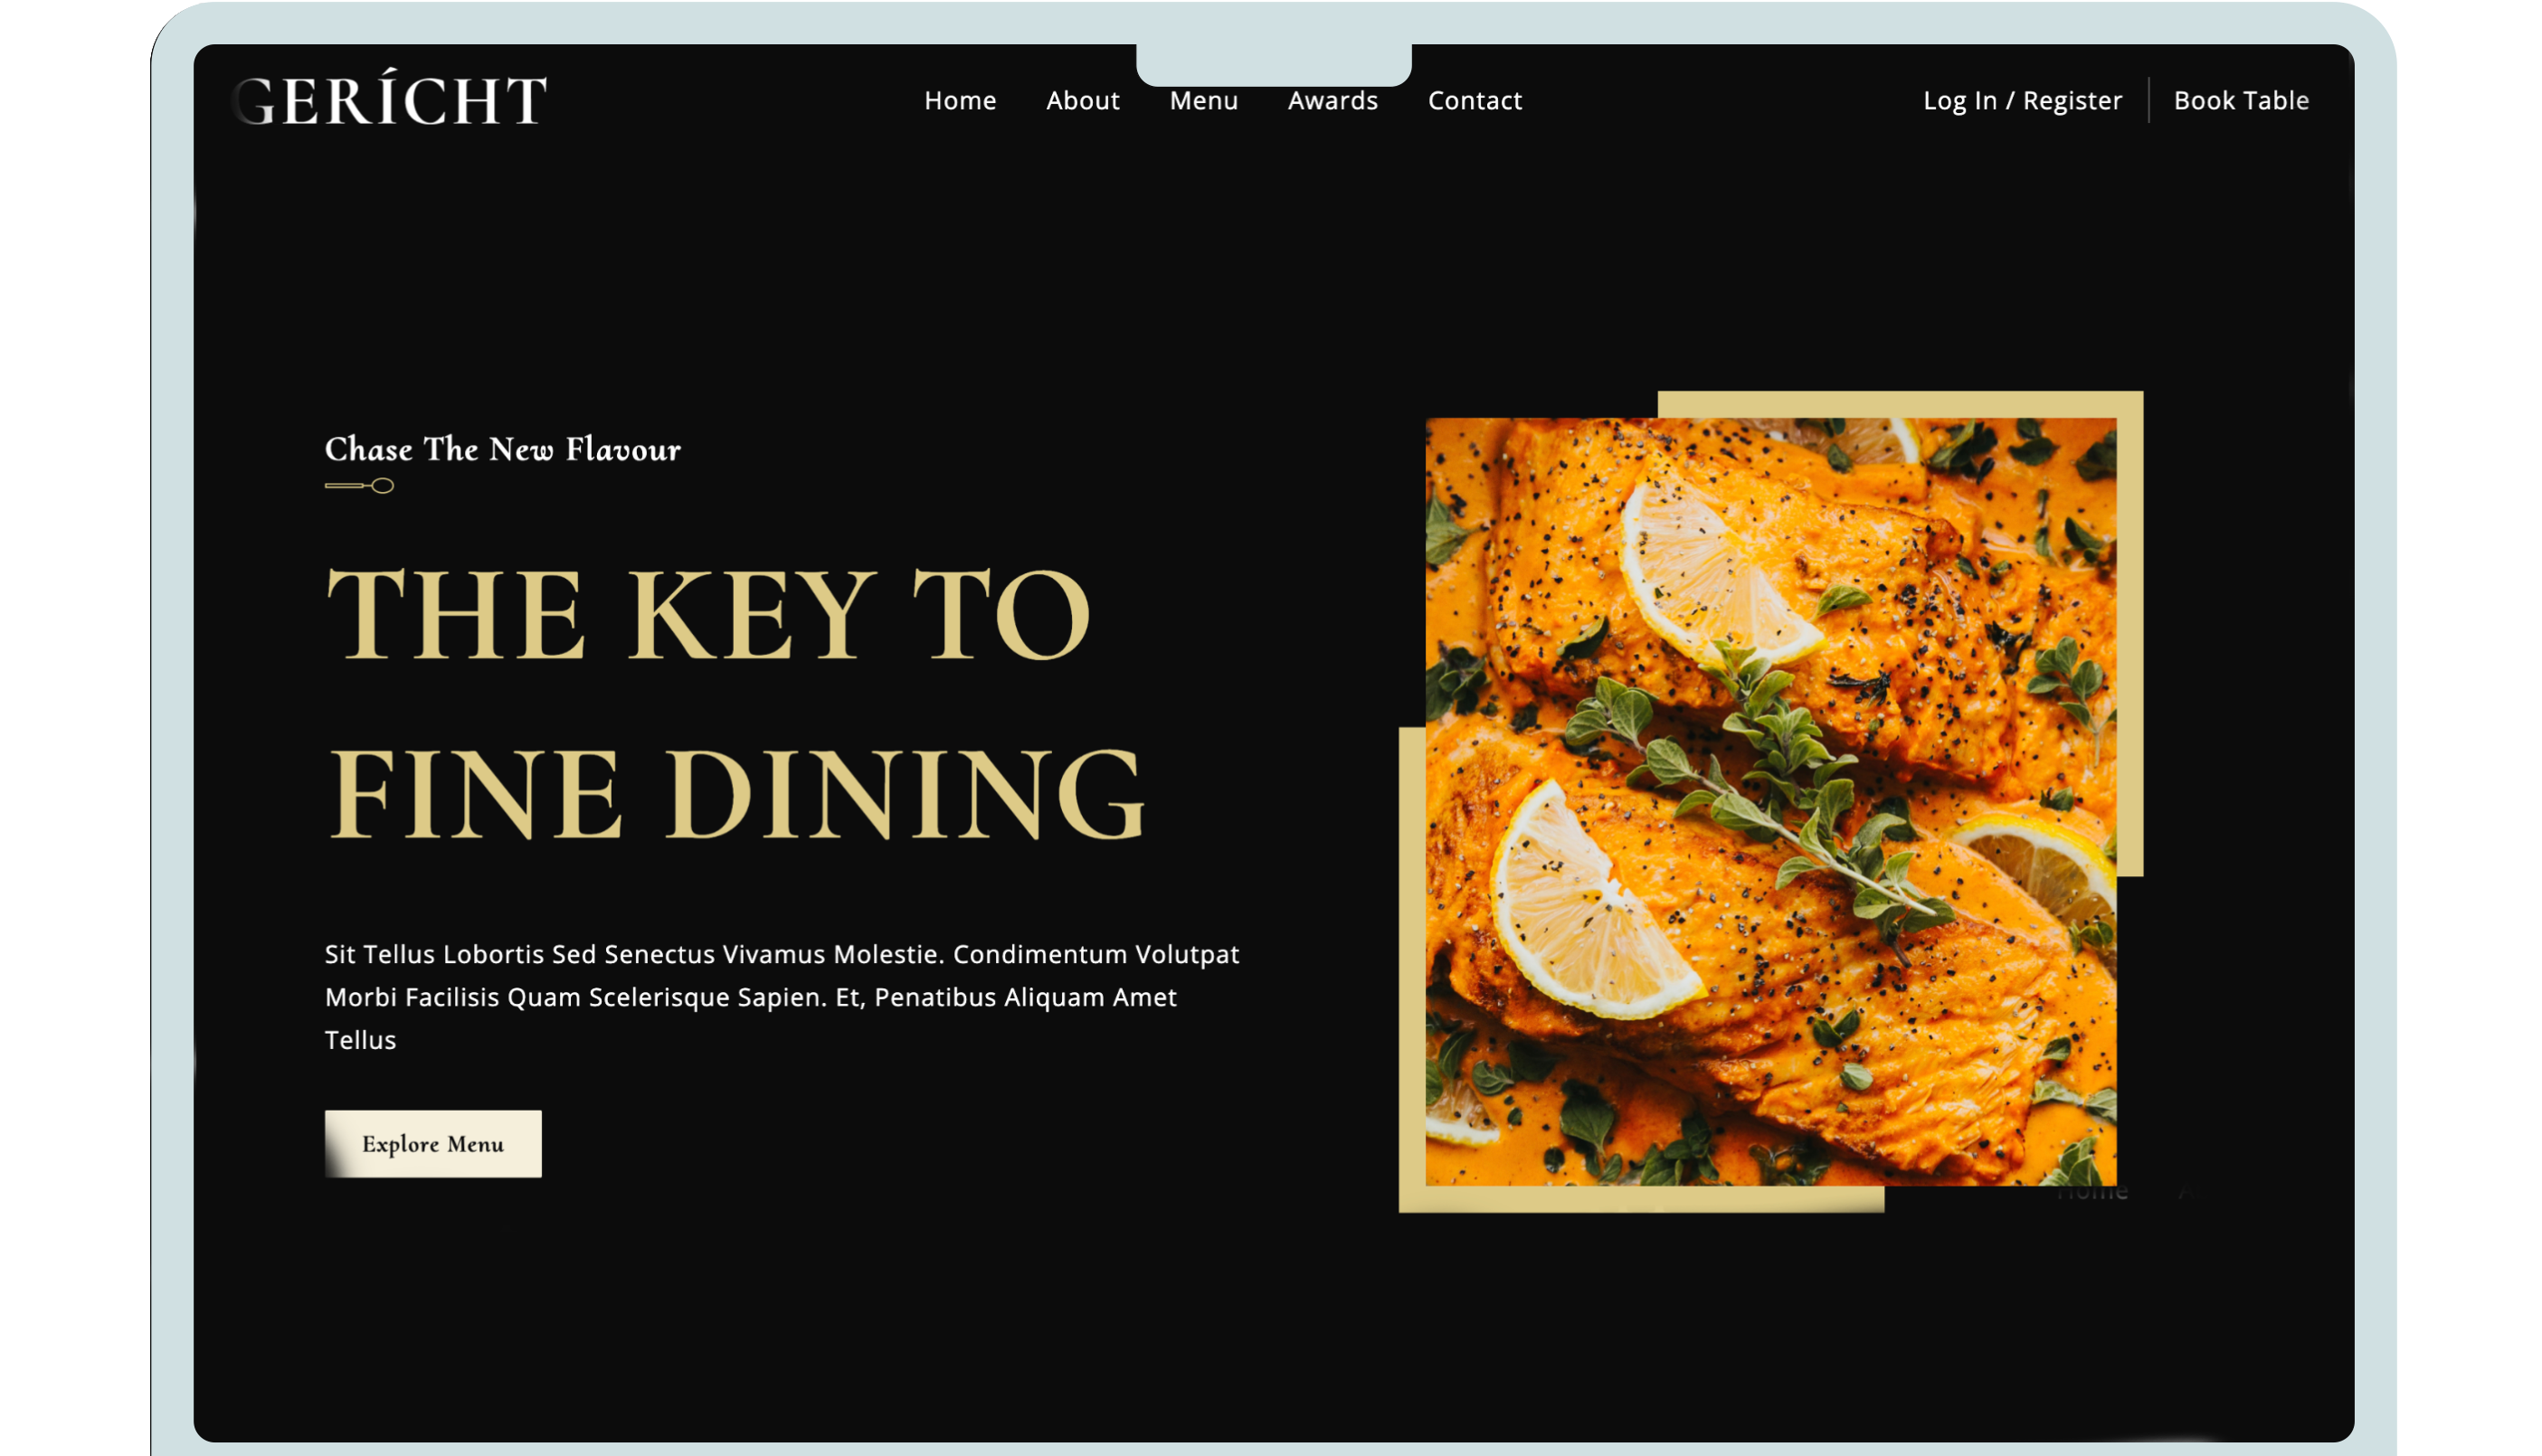 GERÍCHT
Home About Menu Awards Contact
Log In / Register Book Table
Chase The New Flavour
THE KEY TO
FINE DINING
Sit Tellus Lobortis Sed Senectus Vivamus Molestie. Condimentum Volutpat
Morbi Facilisis Quam Scelerisque Sapien. Et, Penatibus Aliquam Amet
Tellus
Explore Menu
Home